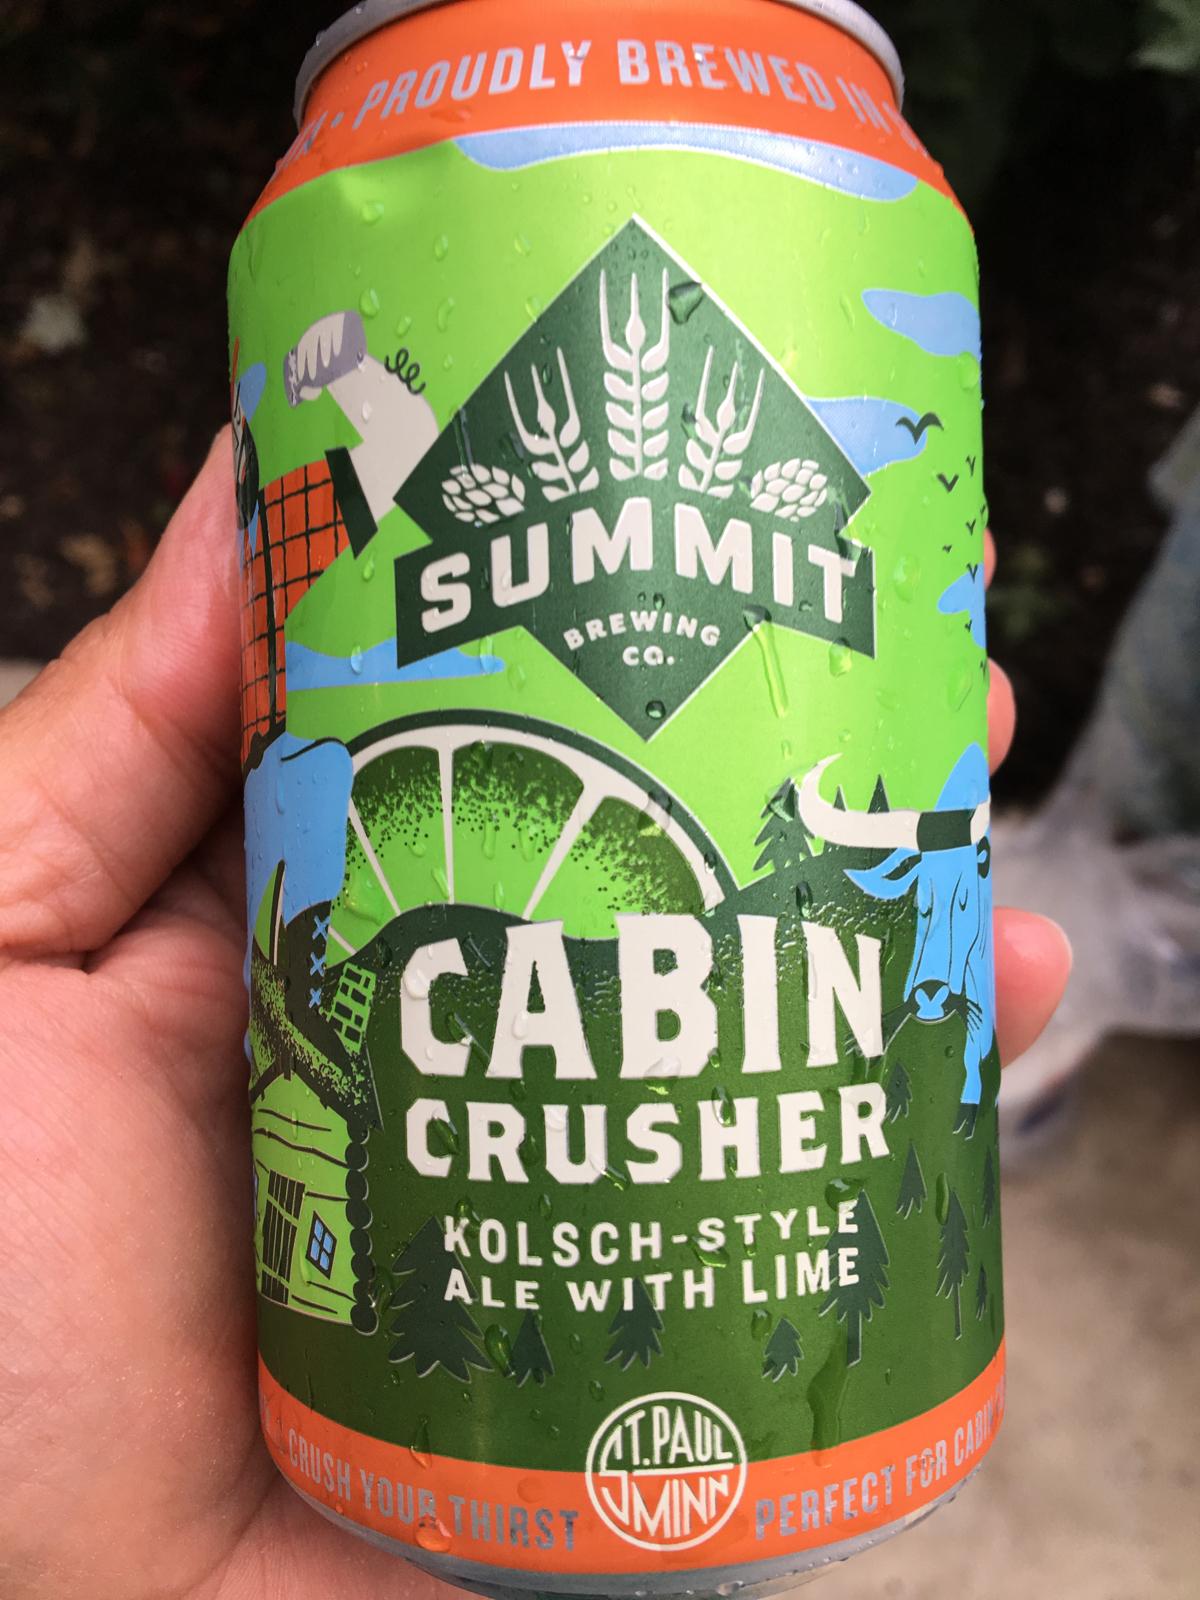 PROUDLY BREWED IN
SUMMIT
BREWING
CO.
CABIN
CRUSHER
KOLSCH-STYLE
ALE WITH LIME
ST. PAUL
MINN
CRUSH YOUR THIRST
PERFECT FOR CABIN